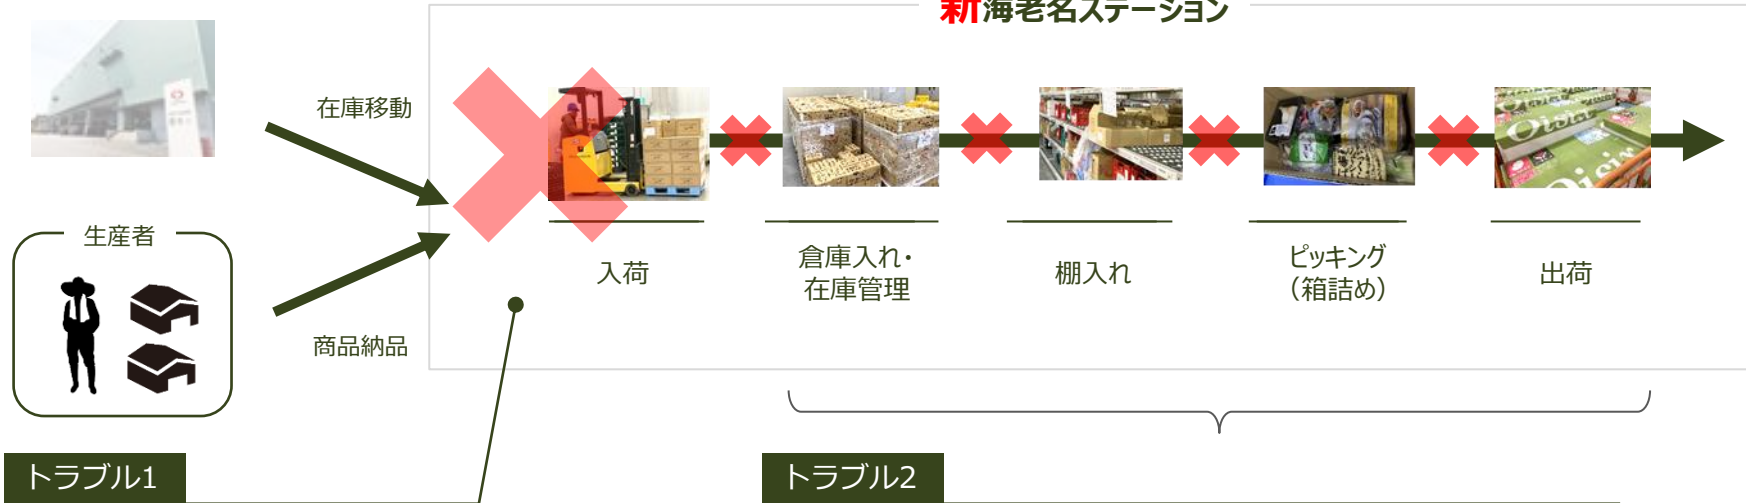 新海老名ステーション
在庫移動
生産者
商品納品
入荷
倉庫入れ・
在庫管理
棚入れ
ピッキング
（箱詰め）
出荷
Oisix
トラブル1
トラブル2